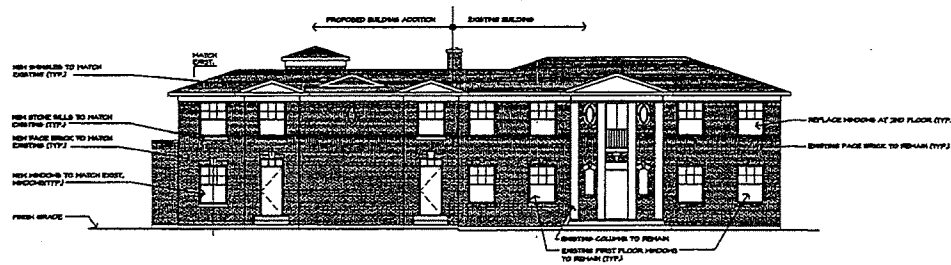 PROPOSED BUILDING ADDITION
EXISTING BUILDING
NEW SHINGLES TO MATCH
EXISTING (TYP.)
MATCH
EXIST.
NEW STONE SILLS TO MATCH
EXISTING (TYP.)
NEW FACE BRICK TO MATCH
EXISTING (TYP.)
NEW WINDOWS TO MATCH EXIST.
WINDOWS(TYP.)
FINISH GRADE
REPLACE WINDOWS AT 2ND FLOOR (TYP.)
EXISTING FACE BRICK TO REMAIN (TYP.)
EXISTING COLUMNS TO REMAIN
EXISTING FIRST FLOOR WINDOWS
TO REMAIN (TYP.)